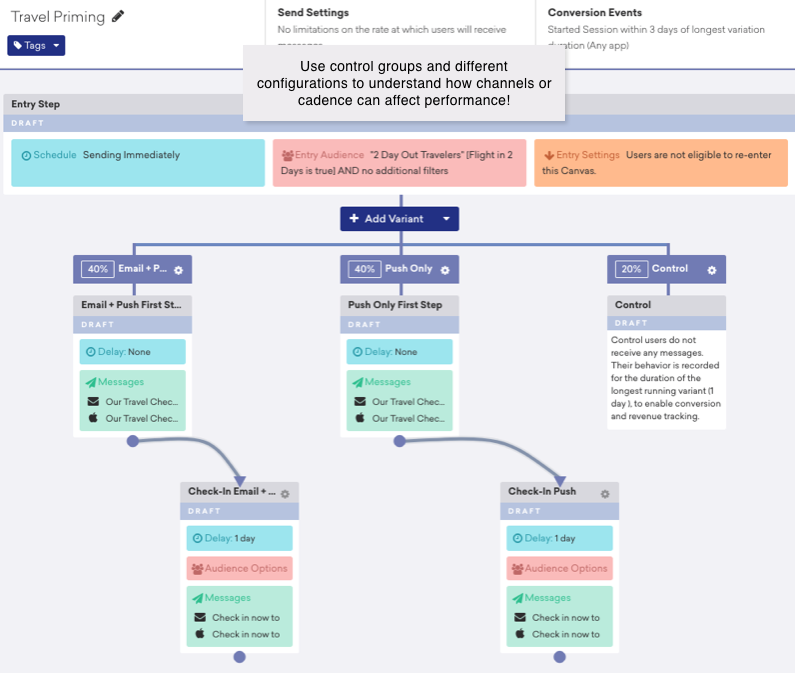 Travel Priming
Tags
Send Settings
No limitations on the rate at which users will receive
Conversion Events
Started Session within 3 days of longest variation
duration (Any app)
Use control groups and different
configurations to understand how channels or
cadence can affect performance!
Entry Step
DRAFT
Schedule Sending Immediately
Entry Audience "2 Day Out Travelers" [Flight in 2
Days is true] AND no additional filters
Entry Settings Users are not eligible to re-enter
this Canvas.
+ Add Variant
40% Email + P...
40% Push Only
20% Control
Email + Push First St...
DRAFT
Delay: None
Messages
Our Travel Chec...
Our Travel Chec...
Push Only First Step
DRAFT
Delay: None
Messages
Our Travel Chec...
Our Travel Chec...
Control
DRAFT
Control users do not
receive any messages.
Their behavior is recorded
for the duration of the
longest running variant (1
day ), to enable conversion
and revenue tracking.
Check-In Email + ...
DRAFT
Delay: 1 day
Audience Options
Messages
Check in now to
Check in now to
Check-In Push
DRAFT
Delay: 1 day
Audience Options
Messages
Check in now to
Check in now to